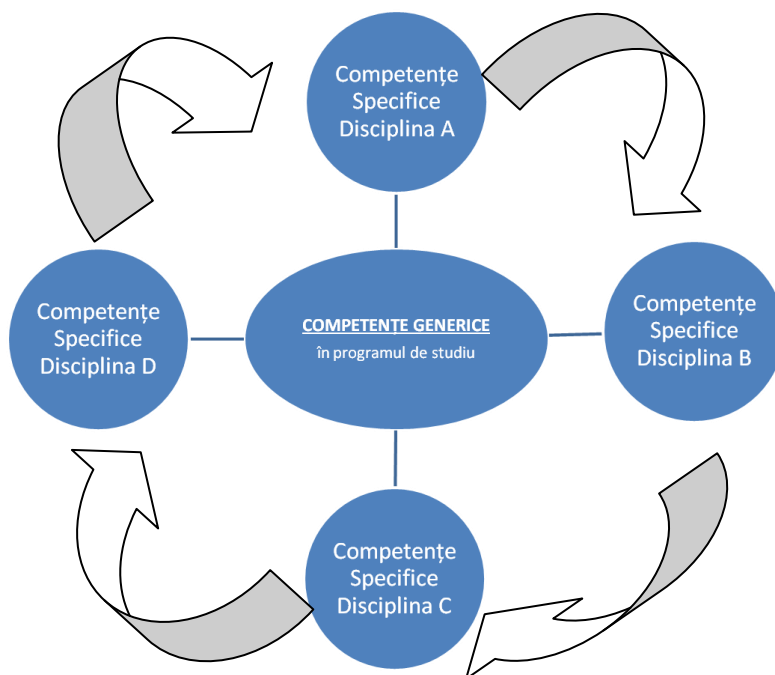 Competențe
Specifice
Disciplina A
Competențe
Specifice
Disciplina D
COMPETENȚE GENERICE
în programul de studiu
Competențe
Specifice
Disciplina B
Competențe
Specifice
Disciplina C